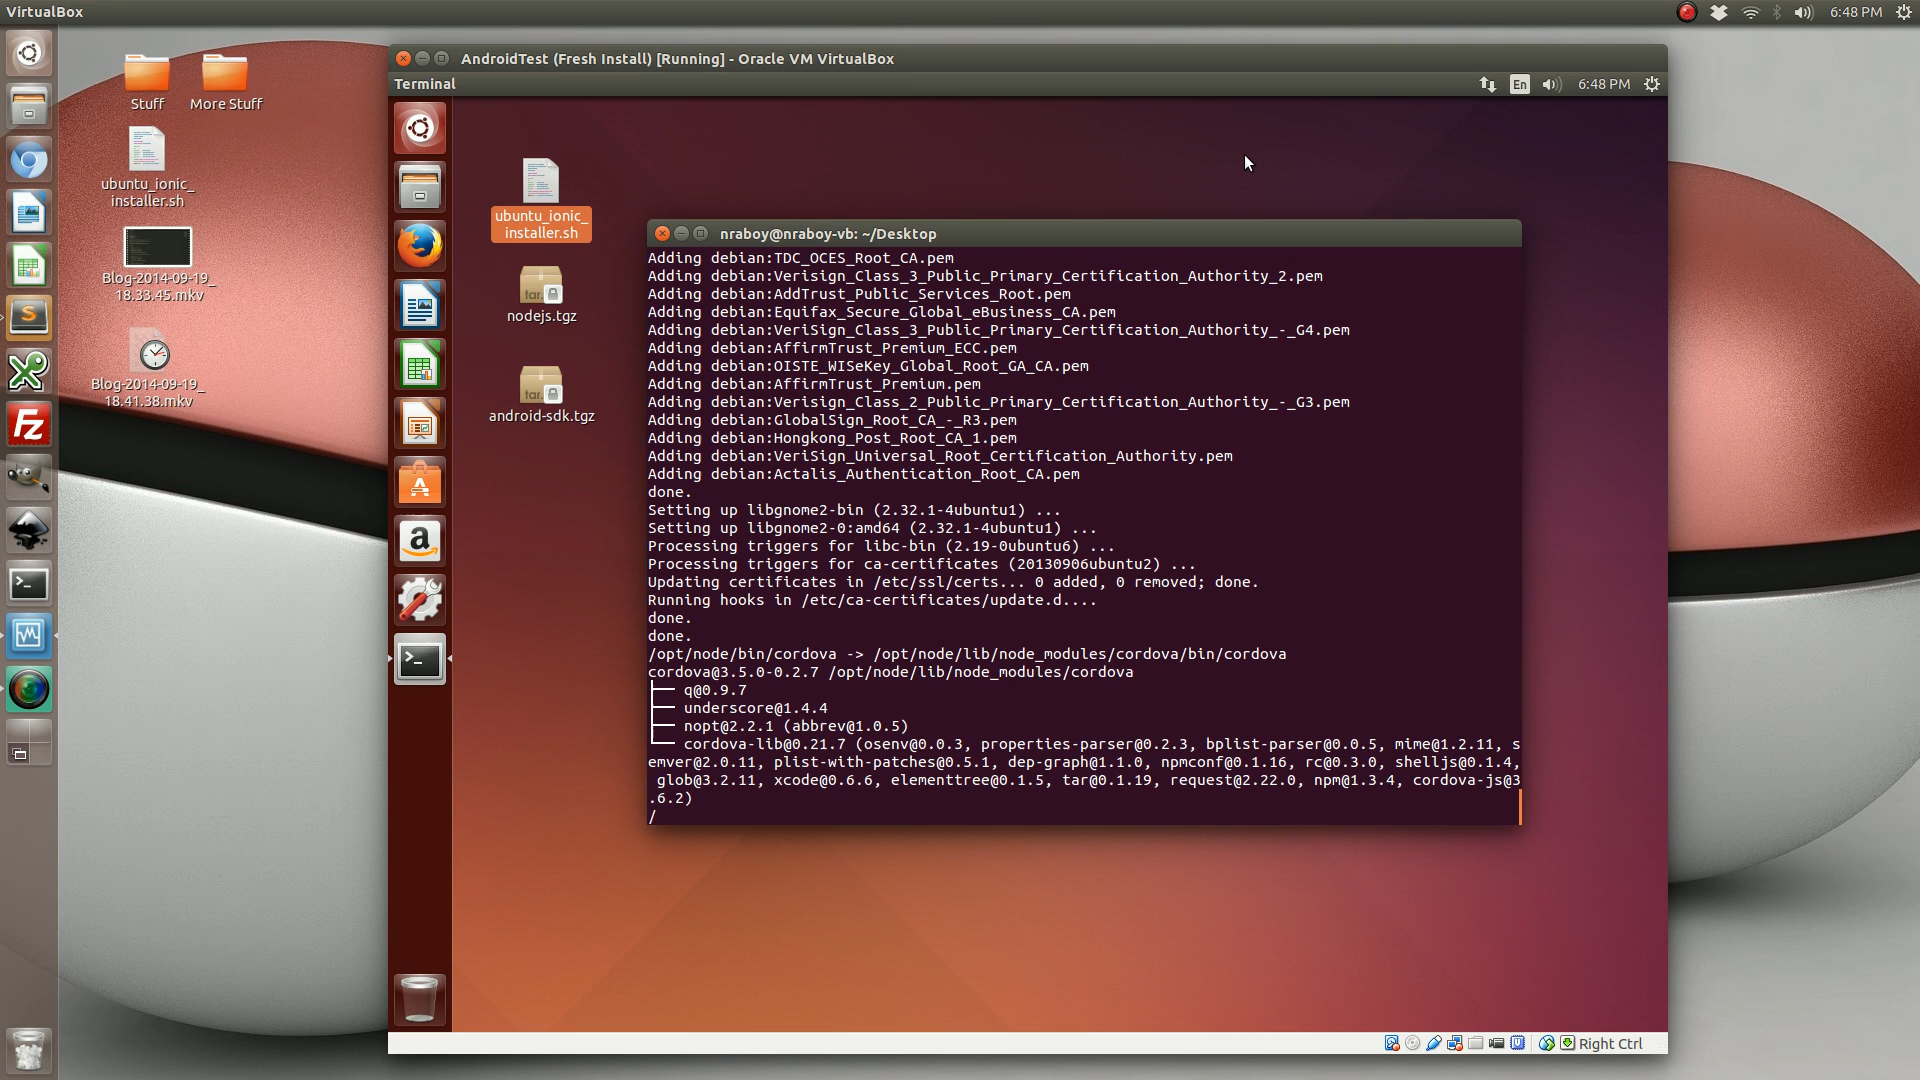 VirtualBox
6:48 PM
Stuff
More Stuff
ubuntu_ionic_
installer.sh
Blog-2014-09-19_
18.33.45.mkv
Blog-2014-09-19_
18.41.38.mkv
AndroidTest (Fresh Install) [Running] - Oracle VM VirtualBox
Terminal
En
6:48 PM
ubuntu_ionic_
installer.sh
tar.
nodejs.tgz
tar.
android-sdk.tgz
nraboy@nraboy-vb: ~/Desktop
Adding debian:TDC_OCES_Root_CA.pem
Adding debian:Verisign_Class_3_Public_Primary_Certification_Authority_2.pem
Adding debian:AddTrust_Public_Services_Root.pem
Adding debian:Equifax_Secure_Global_eBusiness_CA.pem
Adding debian:VeriSign_Class_3_Public_Primary_Certification_Authority_-_G4.pem
Adding debian:AffirmTrust_Premium_ECC.pem
Adding debian:OISTE_WISeKey_Global_Root_GA_CA.pem
Adding debian:AffirmTrust_Premium.pem
Adding debian:Verisign_Class_2_Public_Primary_Certification_Authority_-_G3.pem
Adding debian:GlobalSign_Root_CA_-_R3.pem
Adding debian:Hongkong_Post_Root_CA_1.pem
Adding debian:VeriSign_Universal_Root_Certification_Authority.pem
Adding debian:Actalis_Authentication_Root_CA.pem
done.
Setting up libgnome2-bin (2.32.1-4ubuntu1) ...
Setting up libgnome2-0:amd64 (2.32.1-4ubuntu1) ...
Processing triggers for libc-bin (2.19-0ubuntu6) ...
Processing triggers for ca-certificates (20130906ubuntu2) ...
Updating certificates in /etc/ssl/certs... 0 added, 0 removed; done.
Running hooks in /etc/ca-certificates/update.d....
done.
done.
/opt/node/bin/cordova -> /opt/node/lib/node_modules/cordova/bin/cordova
cordova@3.5.0-0.2.7 /opt/node/lib/node_modules/cordova
├── q@0.9.7
├── underscore@1.4.4
├── nopt@2.2.1 (abbrev@1.0.5)
└── cordova-lib@0.21.7 (osenv@0.0.3, properties-parser@0.2.3, bplist-parser@0.0.5, mime@1.2.11, s
emver@2.0.11, plist-with-patches@0.5.1, dep-graph@1.1.0, npmconf@0.1.16, rc@0.3.0, shelljs@0.1.4,
 glob@3.2.11, xcode@0.6.6, elementtree@0.1.5, tar@0.1.19, request@2.22.0, npm@1.3.4, cordova-js@3
.6.2)
/
Right Ctrl